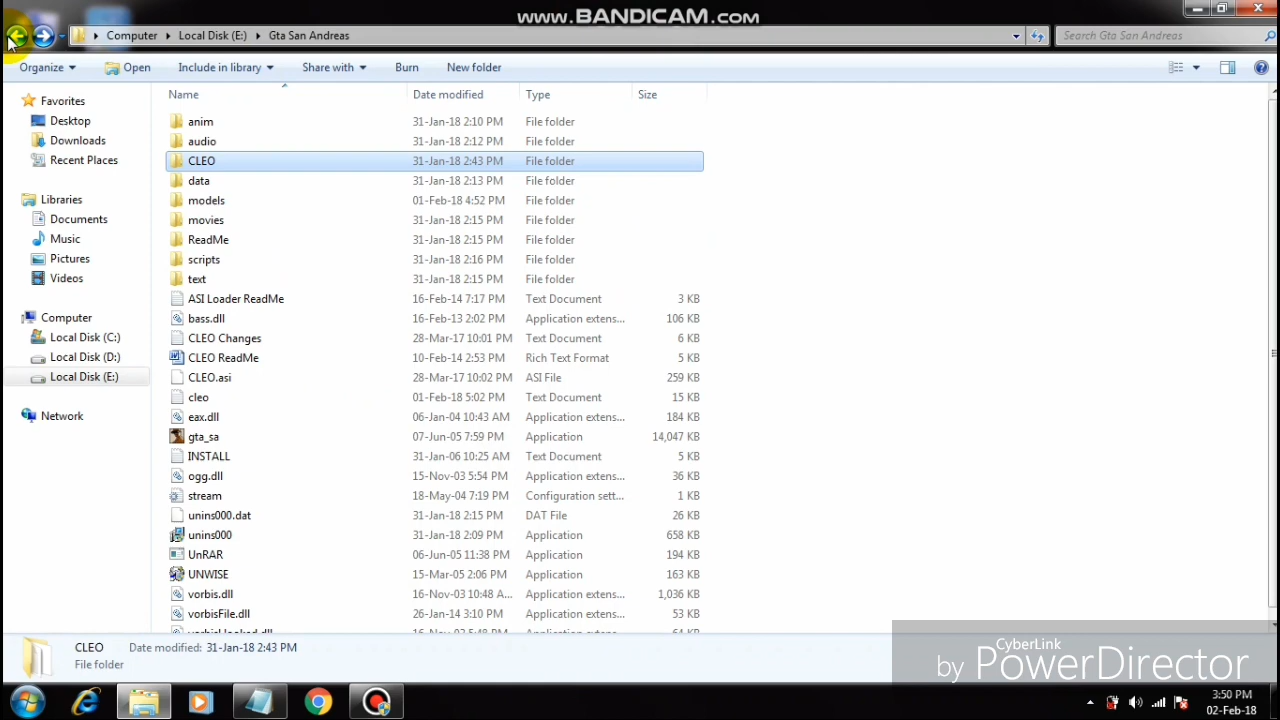 www.BANDICAM.com
Computer Local Disk (E:) Gta San Andreas Search Gta San Andreas
Organize Open Include in library Share with Burn New folder
Name Date modified Type Size
Favorites
Desktop
Downloads
Recent Places
Libraries
Documents
Music
Pictures
Videos
Computer
Local Disk (C:)
Local Disk (D:)
Local Disk (E:)
Network
anim 31-Jan-18 2:10 PM File folder
audio 31-Jan-18 2:12 PM File folder
CLEO 31-Jan-18 2:43 PM File folder
data 31-Jan-18 2:13 PM File folder
models 01-Feb-18 4:52 PM File folder
movies 31-Jan-18 2:15 PM File folder
ReadMe 31-Jan-18 2:15 PM File folder
scripts 31-Jan-18 2:16 PM File folder
text 31-Jan-18 2:15 PM File folder
ASI Loader ReadMe 16-Feb-14 7:17 PM Text Document 3 KB
bass.dll 16-Feb-13 2:02 PM Application extens... 106 KB
CLEO Changes 28-Mar-17 10:01 PM Text Document 6 KB
CLEO ReadMe 10-Feb-14 2:53 PM Rich Text Format 5 KB
CLEO.asi 28-Mar-17 10:02 PM ASI File 259 KB
cleo 01-Feb-18 5:02 PM Text Document 15 KB
eax.dll 06-Jan-04 10:43 AM Application extens... 184 KB
gta_sa 07-Jun-05 7:59 PM Application 14,047 KB
INSTALL 31-Jan-06 10:25 AM Text Document 5 KB
ogg.dll 15-Nov-03 5:54 PM Application extens... 36 KB
stream 18-May-04 7:19 PM Configuration sett... 1 KB
unins000.dat 31-Jan-18 2:15 PM DAT File 26 KB
unins000 31-Jan-18 2:09 PM Application 658 KB
UnRAR 06-Jun-05 11:38 PM Application 194 KB
UNWISE 15-Mar-05 2:06 PM Application 163 KB
vorbis.dll 16-Nov-03 10:48 A... Application extens... 1,036 KB
vorbisFile.dll 26-Jan-14 3:10 PM Application extens... 53 KB
vorbisHooked.dll 16-Nov-03 5:48 PM Application extens... 64 KB
CLEO Date modified: 31-Jan-18 2:43 PM
File folder
CyberLink
by PowerDirector
3:50 PM
02-Feb-18